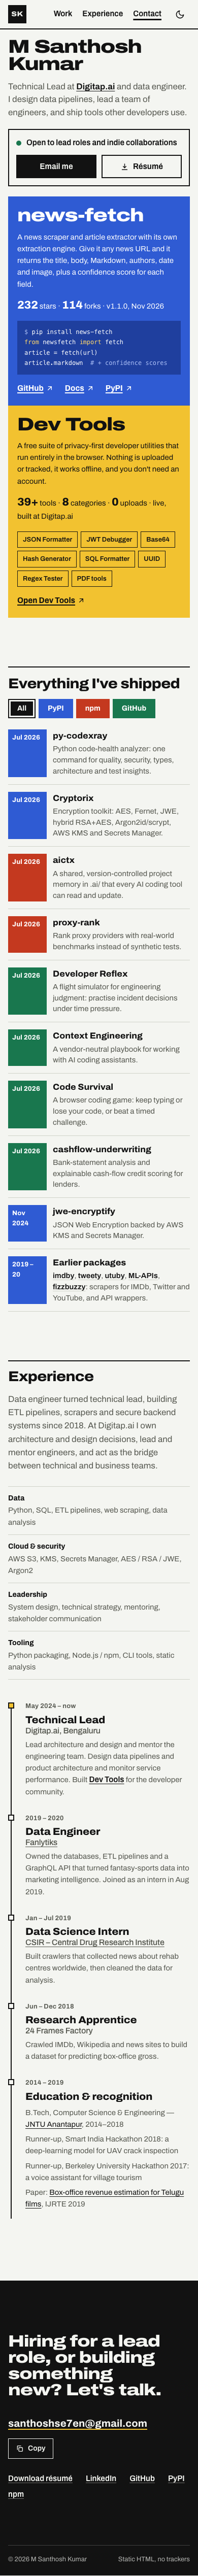 SK
Work Experience Contact
M Santhosh
Kumar
Technical Lead at Digitap.ai and data engineer.
I design data pipelines, lead a team of
engineers, and ship tools other developers use.
Open to lead roles and indie collaborations
Email me
Résumé
news-fetch
A news scraper and article extractor with its own
extraction engine. Give it any news URL and it
returns the title, body, Markdown, authors, date
and image, plus a confidence score for each
field.
232 stars · 114 forks · v1.1.0, Nov 2026
$ pip install news-fetch
from newsfetch import fetch
article = fetch(url)
article.markdown # + confidence scores
GitHub ↗ Docs ↗ PyPI ↗
Dev Tools
A free suite of privacy-first developer utilities that
run entirely in the browser. Nothing is uploaded
or tracked, it works offline, and you don't need an
account.
39+ tools · 8 categories · 0 uploads · live,
built at Digitap.ai
JSON Formatter JWT Debugger Base64
Hash Generator SQL Formatter UUID
Regex Tester PDF tools
Open Dev Tools ↗
Everything I've shipped
All PyPI npm GitHub
Jul 2026
py-codexray
Python code-health analyzer: one
command for quality, security, types,
architecture and test insights.
Jul 2026
Cryptorix
Encryption toolkit: AES, Fernet, JWE,
hybrid RSA+AES, Argon2id/scrypt,
AWS KMS and Secrets Manager.
Jul 2026
aictx
A shared, version-controlled project
memory in .ai/ that every AI coding tool
can read and update.
Jul 2026
proxy-rank
Rank proxy providers with real-world
benchmarks instead of synthetic tests.
Jul 2026
Developer Reflex
A flight simulator for engineering
judgment: practise incident decisions
under time pressure.
Jul 2026
Context Engineering
A vendor-neutral playbook for working
with AI coding assistants.
Jul 2026
Code Survival
A browser coding game: keep typing or
lose your code, or beat a timed
challenge.
Jul 2026
cashflow-underwriting
Bank-statement analysis and
explainable cash-flow credit scoring for
lenders.
Nov
2024
jwe-encryptify
JSON Web Encryption backed by AWS
KMS and Secrets Manager.
2019 –
20
Earlier packages
imdby, tweety, utuby, ML-APIs,
fizzbuzzy: scrapers for IMDb, Twitter and
YouTube, and API wrappers.
Experience
Data engineer turned technical lead, building
ETL pipelines, scrapers and secure backend
systems since 2018. At Digitap.ai I own
architecture and design decisions, lead and
mentor engineers, and act as the bridge
between technical and business teams.
Data
Python, SQL, ETL pipelines, web scraping, data
analysis
Cloud & security
AWS S3, KMS, Secrets Manager, AES / RSA / JWE,
Argon2
Leadership
System design, technical strategy, mentoring,
stakeholder communication
Tooling
Python packaging, Node.js / npm, CLI tools, static
analysis
May 2024 – now
Technical Lead
Digitap.ai, Bengaluru
Lead architecture and design and mentor the
engineering team. Design data pipelines and
product architecture and monitor service
performance. Built Dev Tools for the developer
community.
2019 – 2020
Data Engineer
Fanlytiks
Owned the databases, ETL pipelines and a
GraphQL API that turned fantasy-sports data into
marketing intelligence. Joined as an intern in Aug
2019.
Jan – Jul 2019
Data Science Intern
CSIR – Central Drug Research Institute
Built crawlers that collected news about rehab
centres worldwide, then cleaned the data for
analysis.
Jun – Dec 2018
Research Apprentice
24 Frames Factory
Crawled IMDb, Wikipedia and news sites to build
a dataset for predicting box-office gross.
2014 – 2019
Education & recognition
B.Tech, Computer Science & Engineering —
JNTU Anantapur, 2014–2018
Runner-up, Smart India Hackathon 2018: a
deep-learning model for UAV crack inspection
Runner-up, Berkeley University Hackathon 2017:
a voice assistant for village tourism
Paper: Box-office revenue estimation for Telugu
films, IJRTE 2019
Hiring for a lead
role, or building
something
new? Let's talk.
santhoshse7en@gmail.com
Copy
Download résumé LinkedIn GitHub PyPI
npm
© 2026 M Santhosh Kumar Static HTML, no trackers